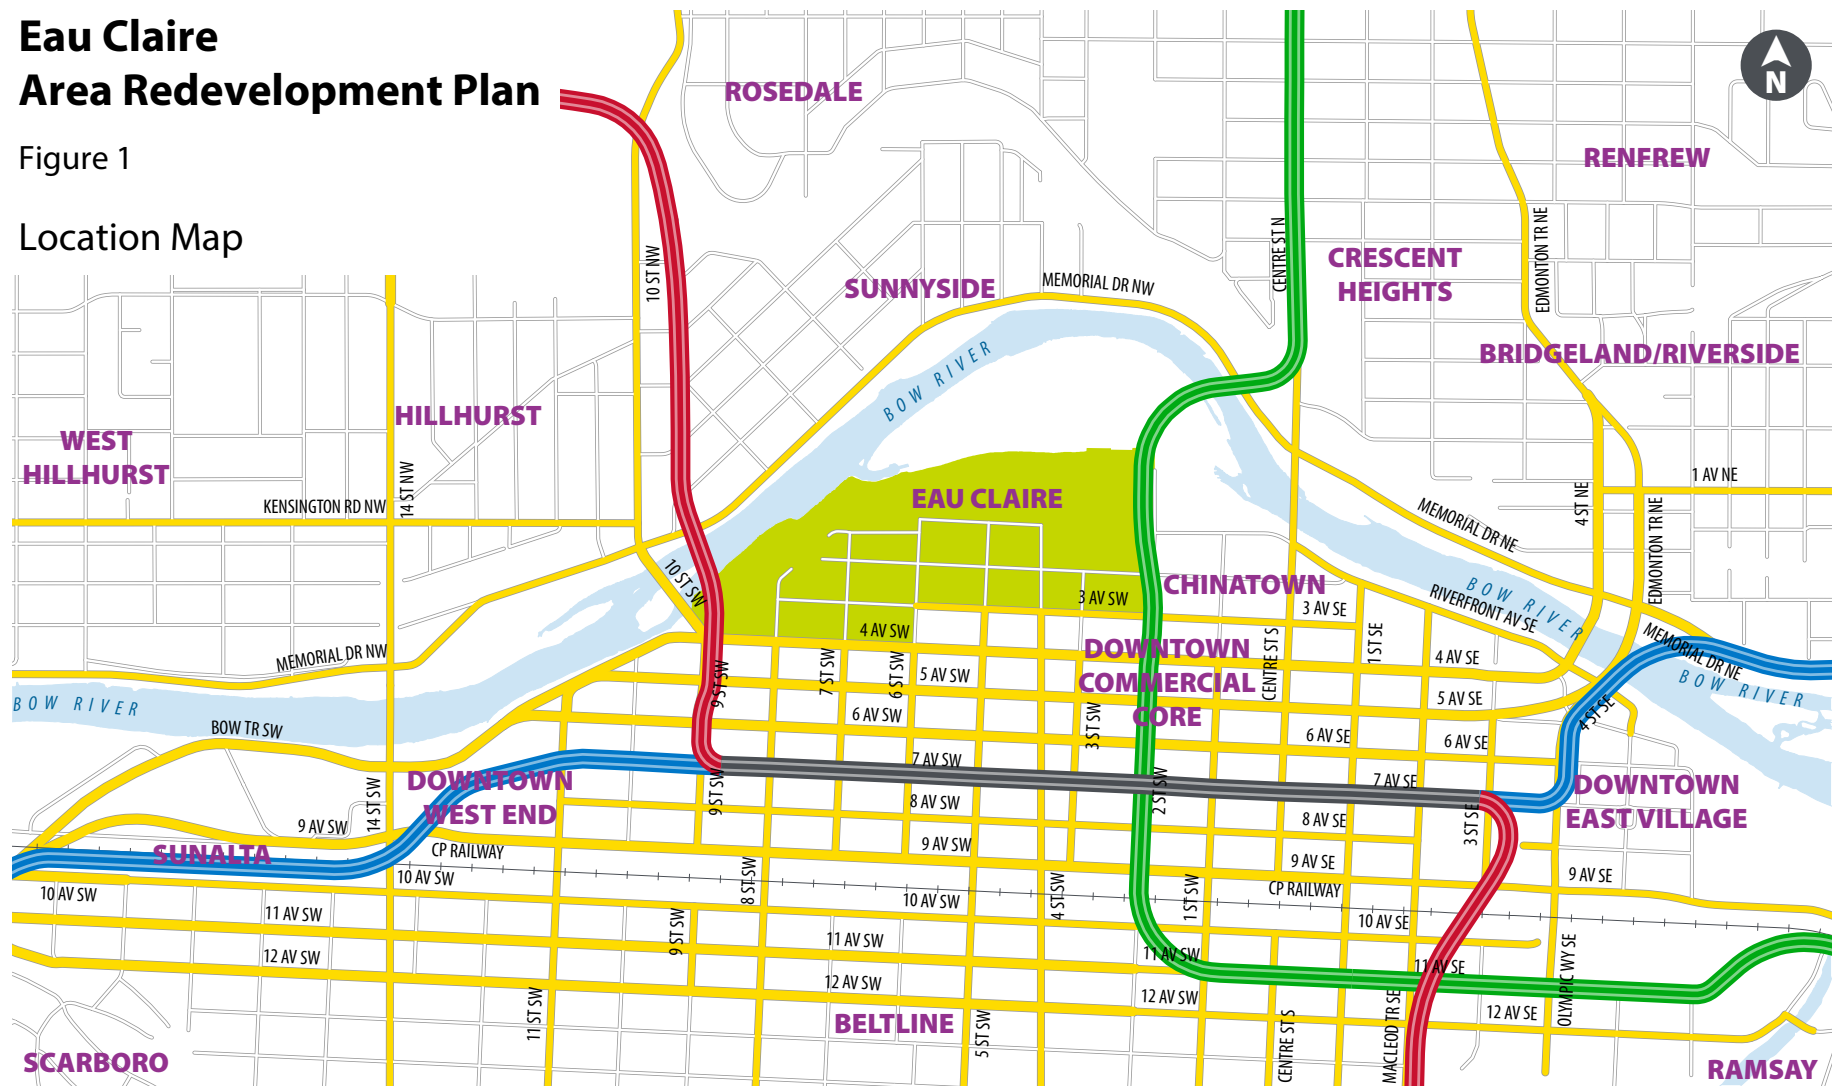 Eau Claire
Area Redevelopment Plan
Figure 1
Location Map
N
ROSEDALE
RENFREW
CRESCENT
HEIGHTS
SUNNYSIDE
MEMORIAL DR NW
CENTRE ST N
EDMONTON TR NE
10 ST NW
BRIDGELAND/RIVERSIDE
BOW RIVER
HILLHURST
WEST
HILLHURST
14 ST NW
KENSINGTON RD NW
EAU CLAIRE
1 AV NE
4 ST NE
EDMONTON TR NE
MEMORIAL DR NE
10 ST SW
CHINATOWN
3 AV SW
3 AV SE
RIVERFRONT AV SE
BOW RIVER
4 AV SW
1 ST SE
CENTRE ST S
MEMORIAL DR NE
MEMORIAL DR NW
DOWNTOWN
COMMERCIAL
CORE
4 AV SE
9 ST SW
7 ST SW
6 ST SW
5 AV SW
5 AV SE
BOW RIVER
BOW RIVER
6 AV SW
3 ST SW
4 ST SE
BOW TR SW
6 AV SE
6 AV SE
7 AV SW
7 AV SE
DOWNTOWN
WEST END
DOWNTOWN
EAST VILLAGE
14 ST SW
9 ST SW
2 ST SW
8 AV SW
8 AV SE
3 ST SE
9 AV SW
9 AV SW
SUNALTA
CP RAILWAY
9 AV SE
9 AV SE
10 AV SW
10 AV SW
8 ST SW
10 AV SW
4 ST SW
1 ST SW
CP RAILWAY
10 AV SE
11 AV SW
9 ST SW
11 AV SW
11 AV SW
11 AV SE
12 AV SW
12 AV SW
12 AV SW
12 AV SE
OLYMPIC WY SE
11 ST SW
BELTLINE
5 ST SW
CENTRE ST S
MACLEOD TR SE
SCARBORO
RAMSAY